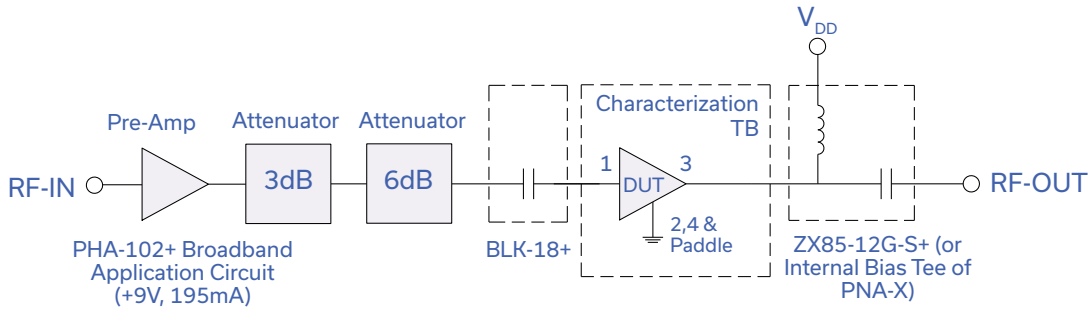 V_DD
Pre-Amp
Attenuator
Attenuator
Characterization
TB
RF-IN
3dB
6dB
1
DUT
3
RF-OUT
2,4 &
Paddle
BLK-18+
PHA-102+ Broadband
Application Circuit
(+9V, 195mA)
ZX85-12G-S+ (or
Internal Bias Tee of
PNA-X)